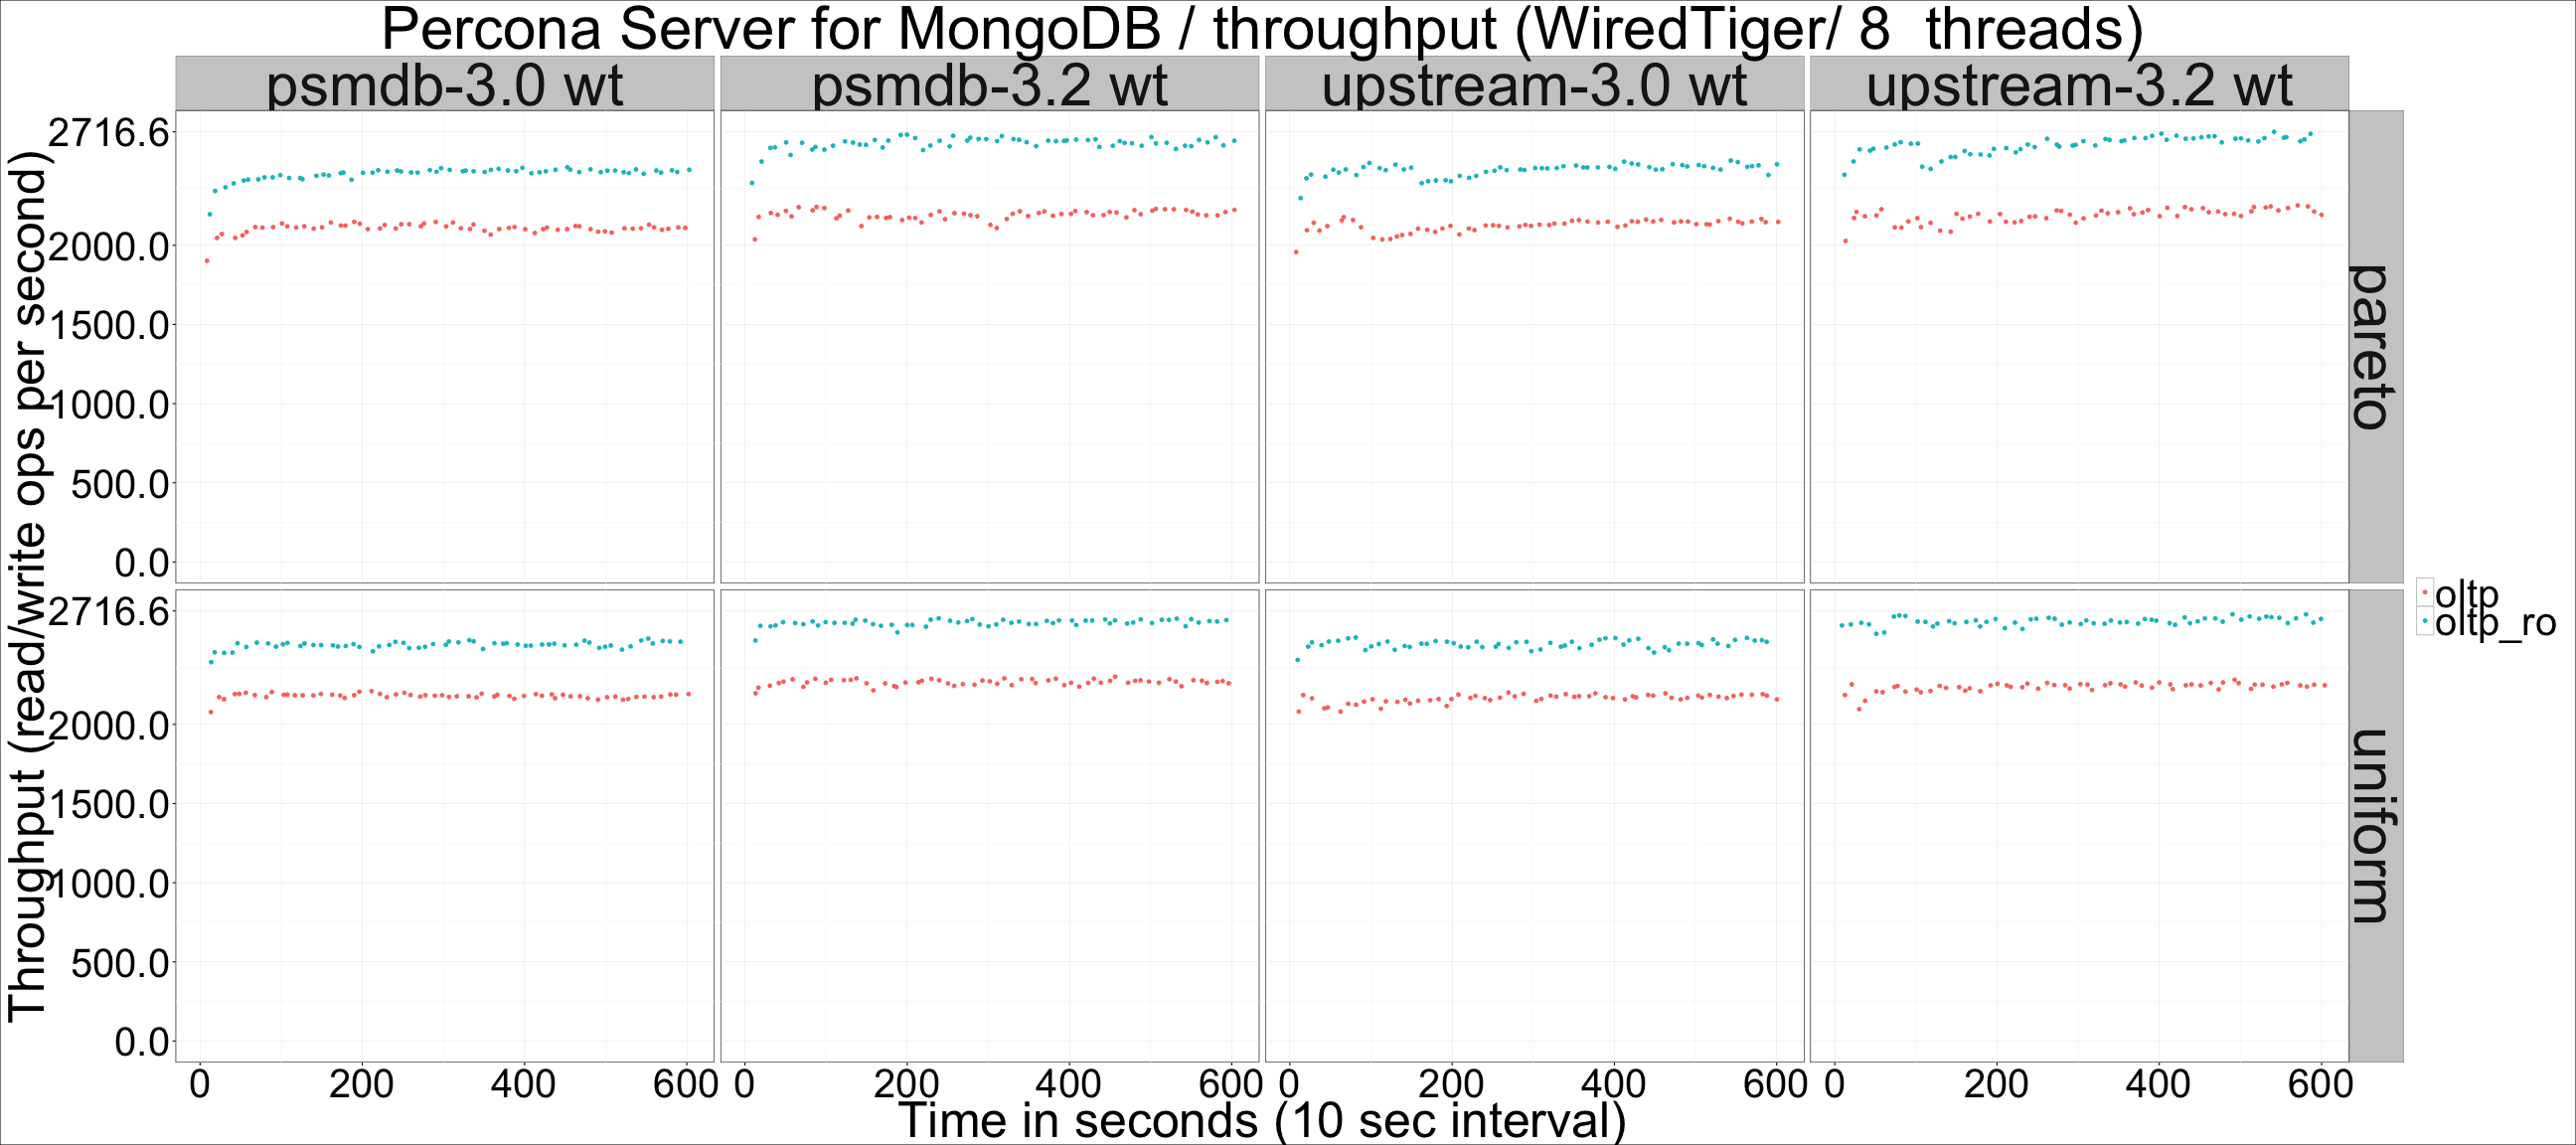 Percona Server for MongoDB / throughput (WiredTiger/ 8  threads)
psmdb-3.0 wt
psmdb-3.2 wt
upstream-3.0 wt
upstream-3.2 wt
Throughput (read/write ops per second)
2716.6
2000.0
1500.0
1000.0
500.0
0.0
pareto
2716.6
2000.0
1500.0
1000.0
500.0
0.0
uniform
oltp
oltp_ro
0 200 400 600
0 200 400 600
0 200 400 600
0 200 400 600
Time in seconds (10 sec interval)